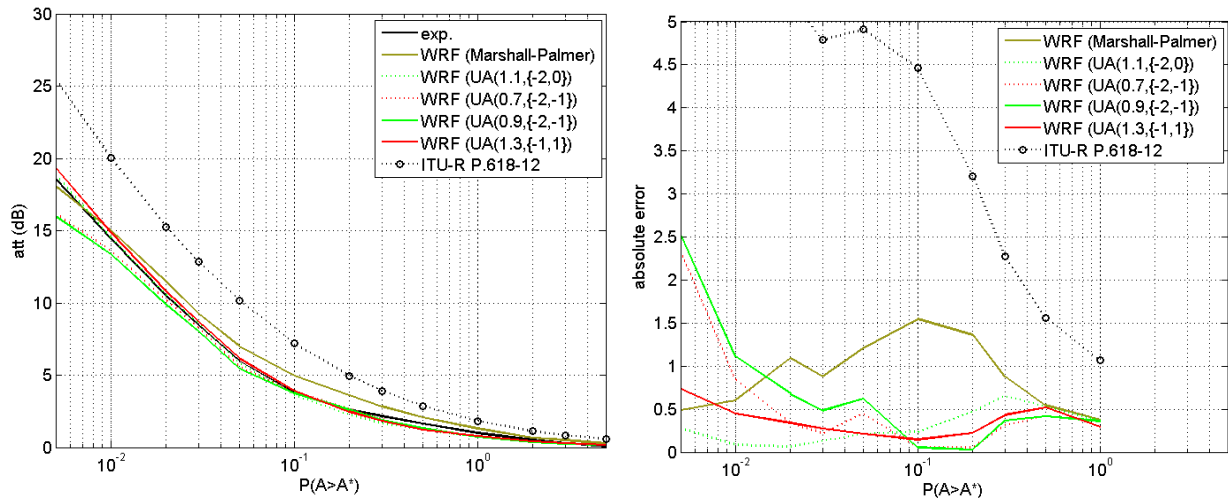 att (dB)
30
25
20
15
10
5
0
10⁻²
10⁻¹
10⁰
P(A>A*)
exp.
WRF (Marshall-Palmer)
WRF (UA(1.1,{-2,0})
WRF (UA(0.7,{-2,-1})
WRF (UA(0.9,{-2,-1})
WRF (UA(1.3,{-1,1})
ITU-R P.618-12
absolute error
5
4.5
4
3.5
3
2.5
2
1.5
1
0.5
0
10⁻²
10⁻¹
10⁰
P(A>A*)
WRF (Marshall-Palmer)
WRF (UA(1.1,{-2,0})
WRF (UA(0.7,{-2,-1})
WRF (UA(0.9,{-2,-1})
WRF (UA(1.3,{-1,1})
ITU-R P.618-12